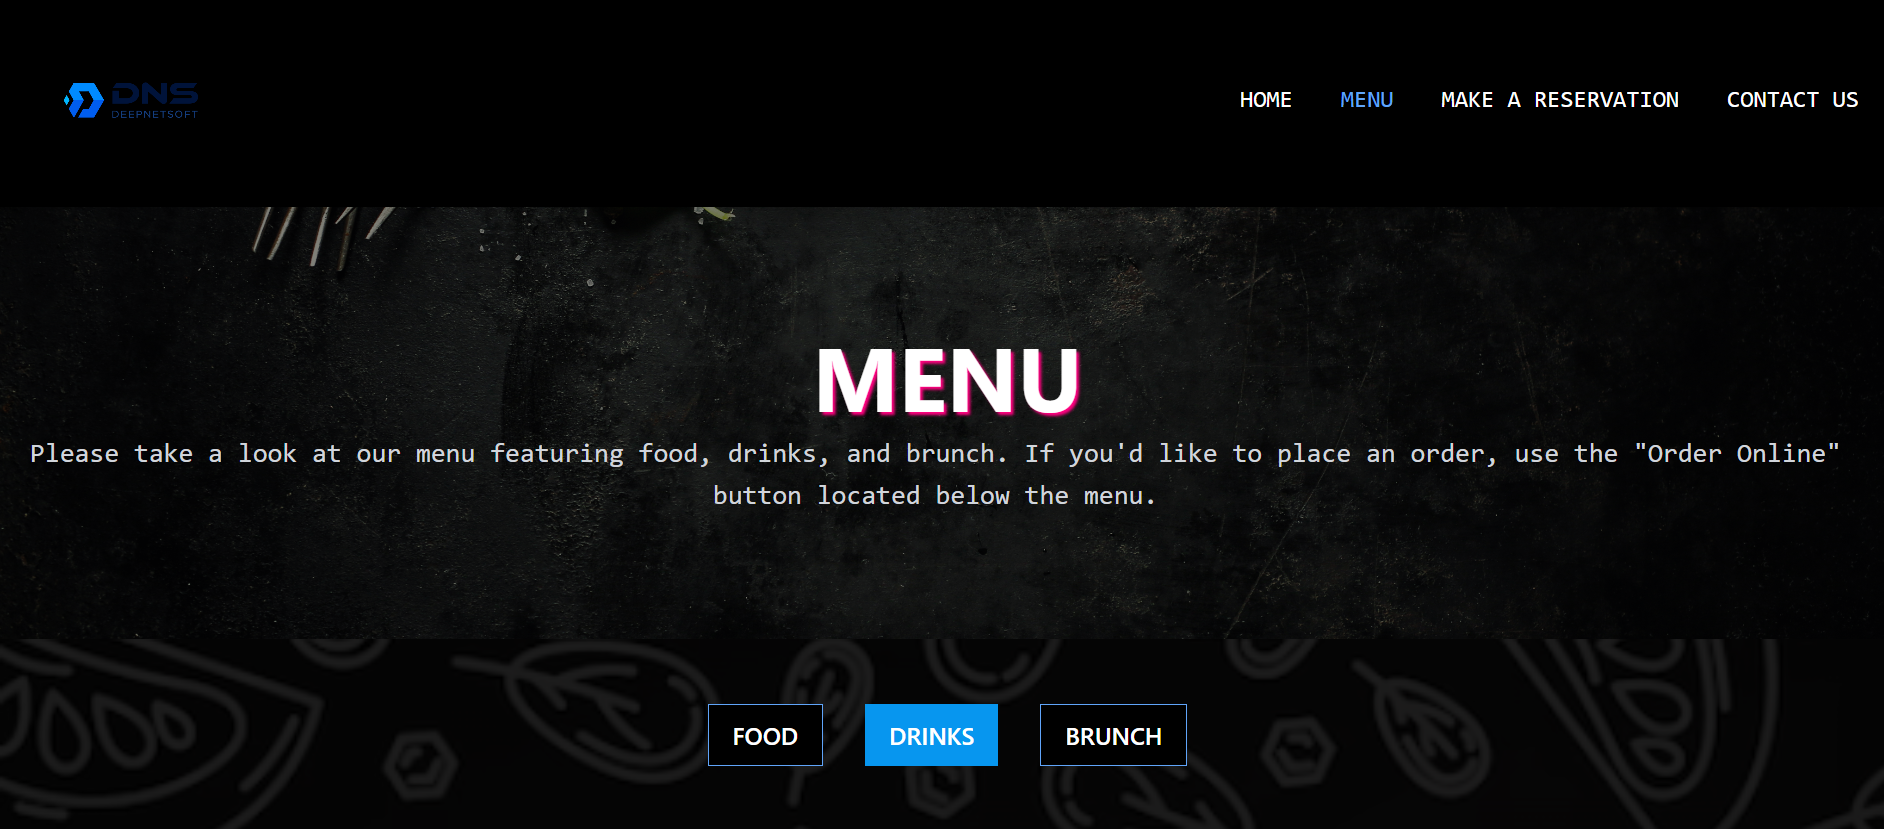 DNS
DEEPNETSOFT
HOME MENU MAKE A RESERVATION CONTACT US
MENU
Please take a look at our menu featuring food, drinks, and brunch. If you'd like to place an order, use the "Order Online"
button located below the menu.
FOOD DRINKS BRUNCH